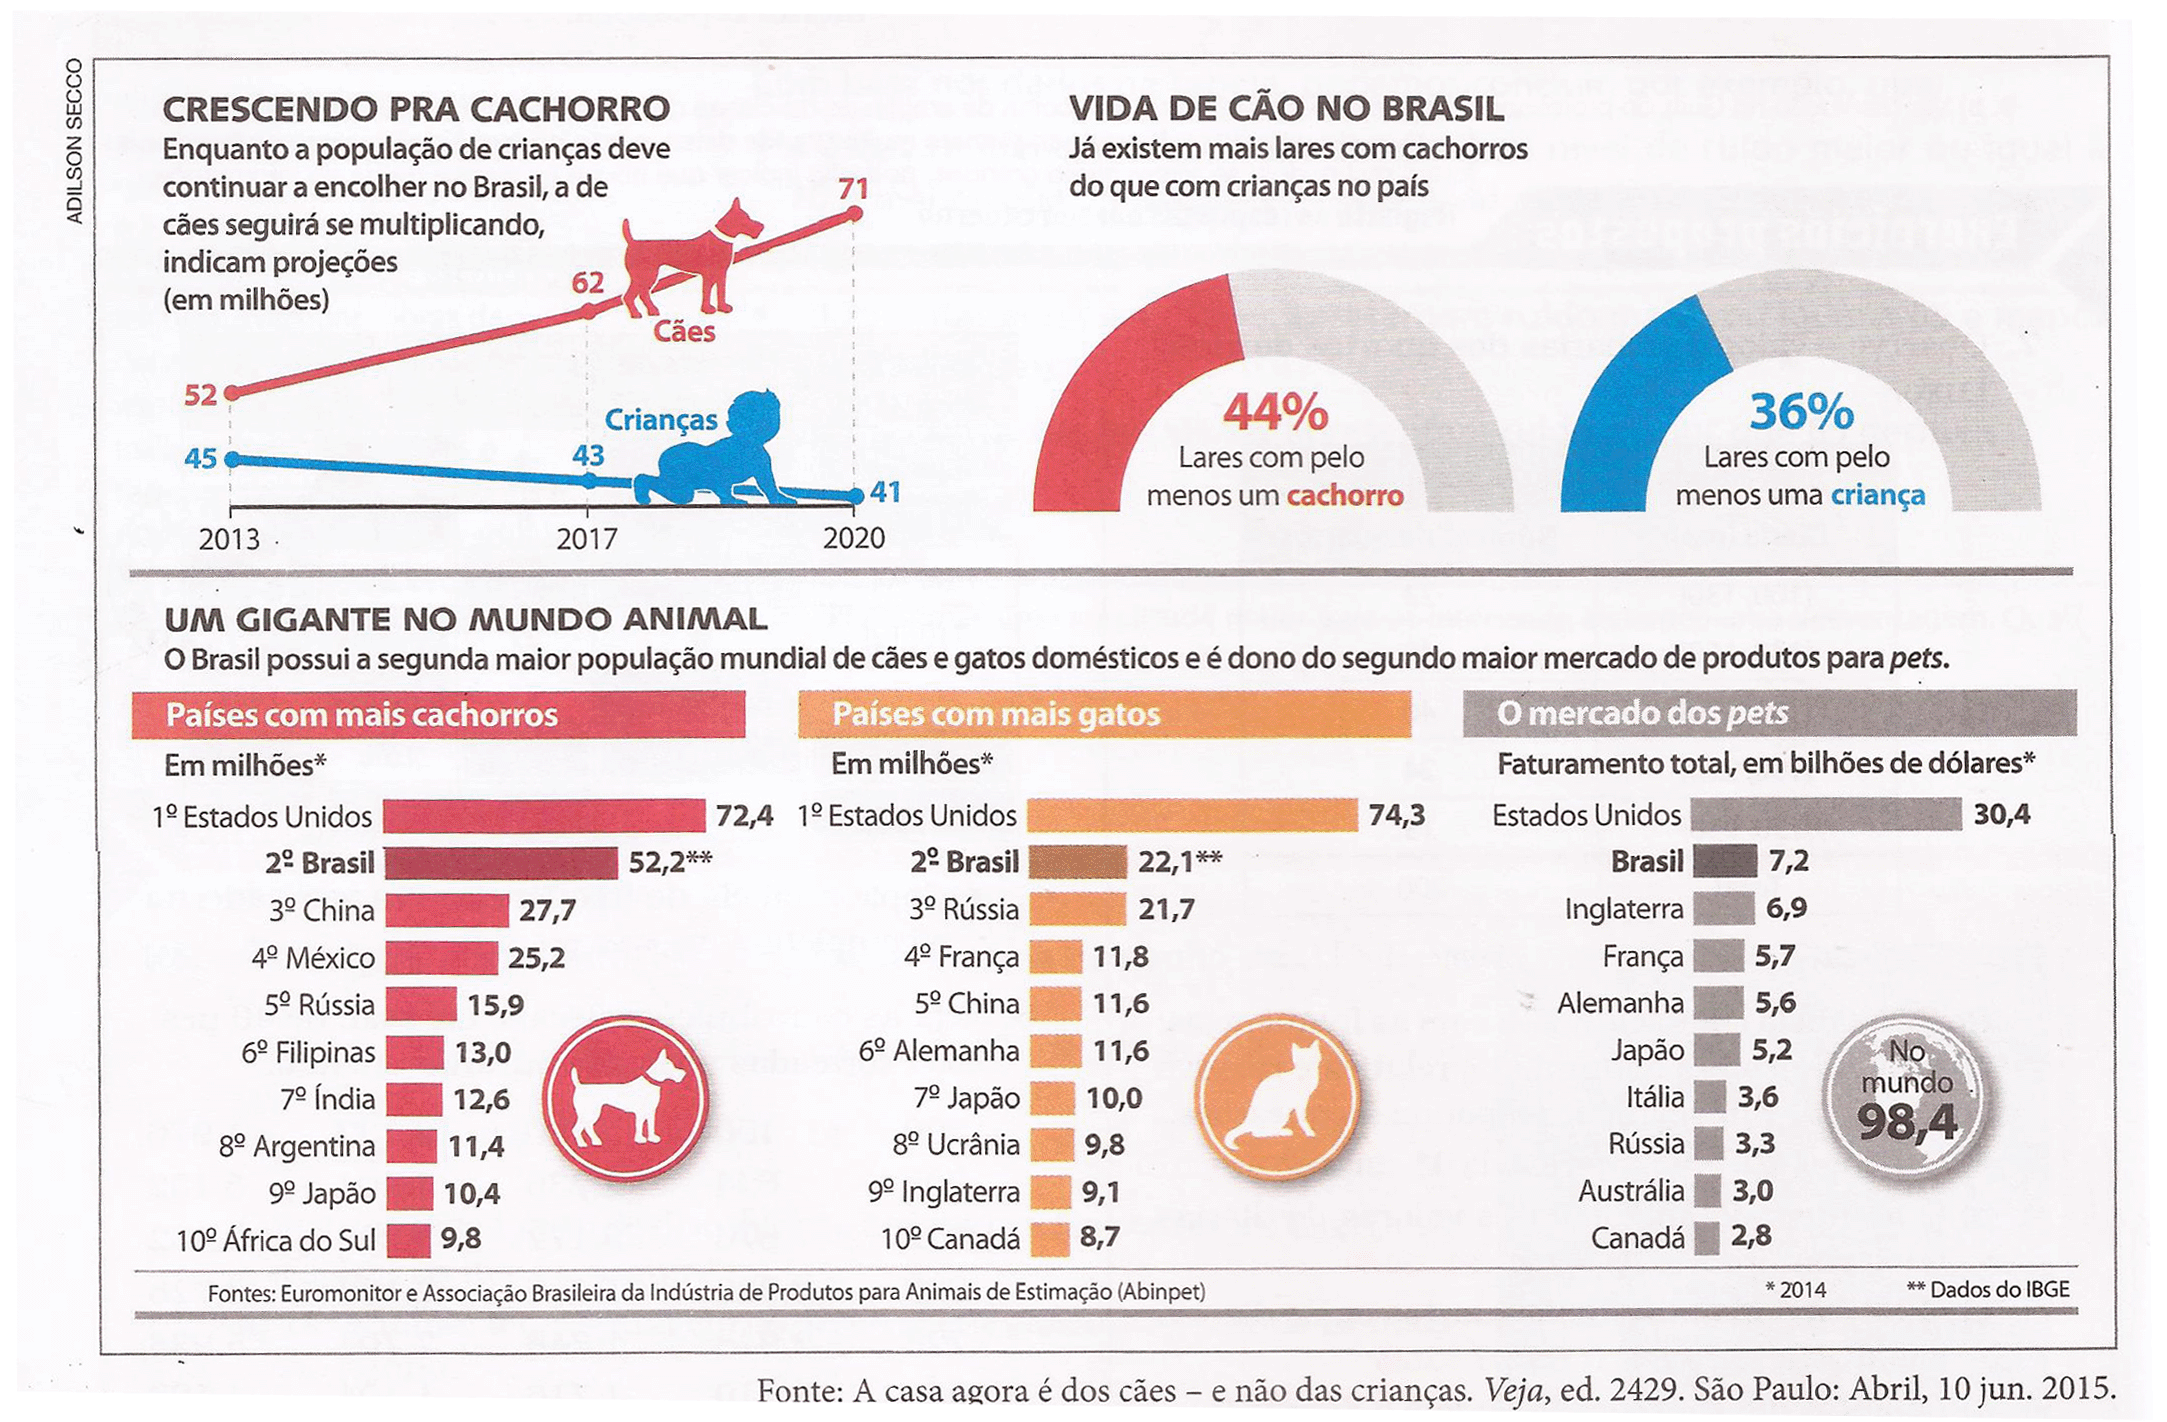 ADILSON SECCO
CRESCENDO PRA CACHORRO
Enquanto a população de crianças deve
continuar a encolher no Brasil, a de
cães seguirá se multiplicando,
indicam projeções
(em milhões)
71
62
Cães
52
Crianças
45
43
41
2013
2017
2020
VIDA DE CÃO NO BRASIL
Já existem mais lares com cachorros
do que com crianças no país
44%
Lares com pelo
menos um cachorro
36%
Lares com pelo
menos uma criança
UM GIGANTE NO MUNDO ANIMAL
O Brasil possui a segunda maior população mundial de cães e gatos domésticos e é dono do segundo maior mercado de produtos para pets.
Países com mais cachorros
Em milhões*
1º Estados Unidos 72,4
2º Brasil 52,2**
3º China 27,7
4º México 25,2
5º Rússia 15,9
6º Filipinas 13,0
7º Índia 12,6
8º Argentina 11,4
9º Japão 10,4
10º África do Sul 9,8
Países com mais gatos
Em milhões*
1º Estados Unidos 74,3
2º Brasil 22,1**
3º Rússia 21,7
4º França 11,8
5º China 11,6
6º Alemanha 11,6
7º Japão 10,0
8º Ucrânia 9,8
9º Inglaterra 9,1
10º Canadá 8,7
O mercado dos pets
Faturamento total, em bilhões de dólares*
Estados Unidos 30,4
Brasil 7,2
Inglaterra 6,9
França 5,7
Alemanha 5,6
Japão 5,2
Itália 3,6
Rússia 3,3
Austrália 3,0
Canadá 2,8
No
mundo
98,4
Fontes: Euromonitor e Associação Brasileira da Indústria de Produtos para Animais de Estimação (Abinpet)
* 2014
** Dados do IBGE
Fonte: A casa agora é dos cães – e não das crianças. Veja, ed. 2429. São Paulo: Abril, 10 jun. 2015.